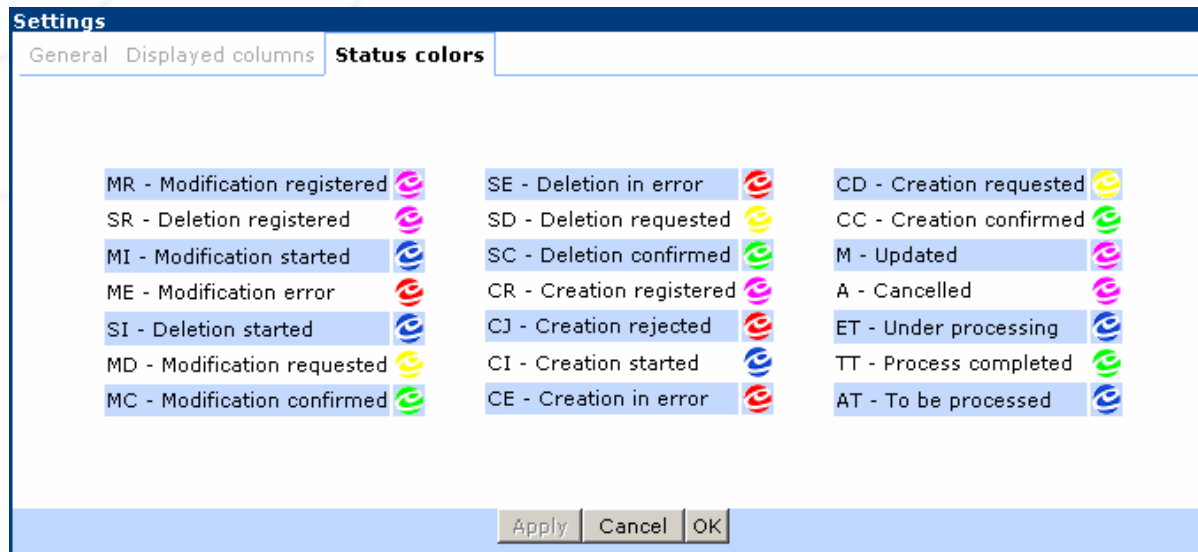 Settings
General Displayed columns Status colors
MR - Modification registered
SR - Deletion registered
MI - Modification started
ME - Modification error
SI - Deletion started
MD - Modification requested
MC - Modification confirmed
SE - Deletion in error
SD - Deletion requested
SC - Deletion confirmed
CR - Creation registered
CJ - Creation rejected
CI - Creation started
CE - Creation in error
CD - Creation requested
CC - Creation confirmed
M - Updated
A - Cancelled
ET - Under processing
TT - Process completed
AT - To be processed
Apply Cancel OK